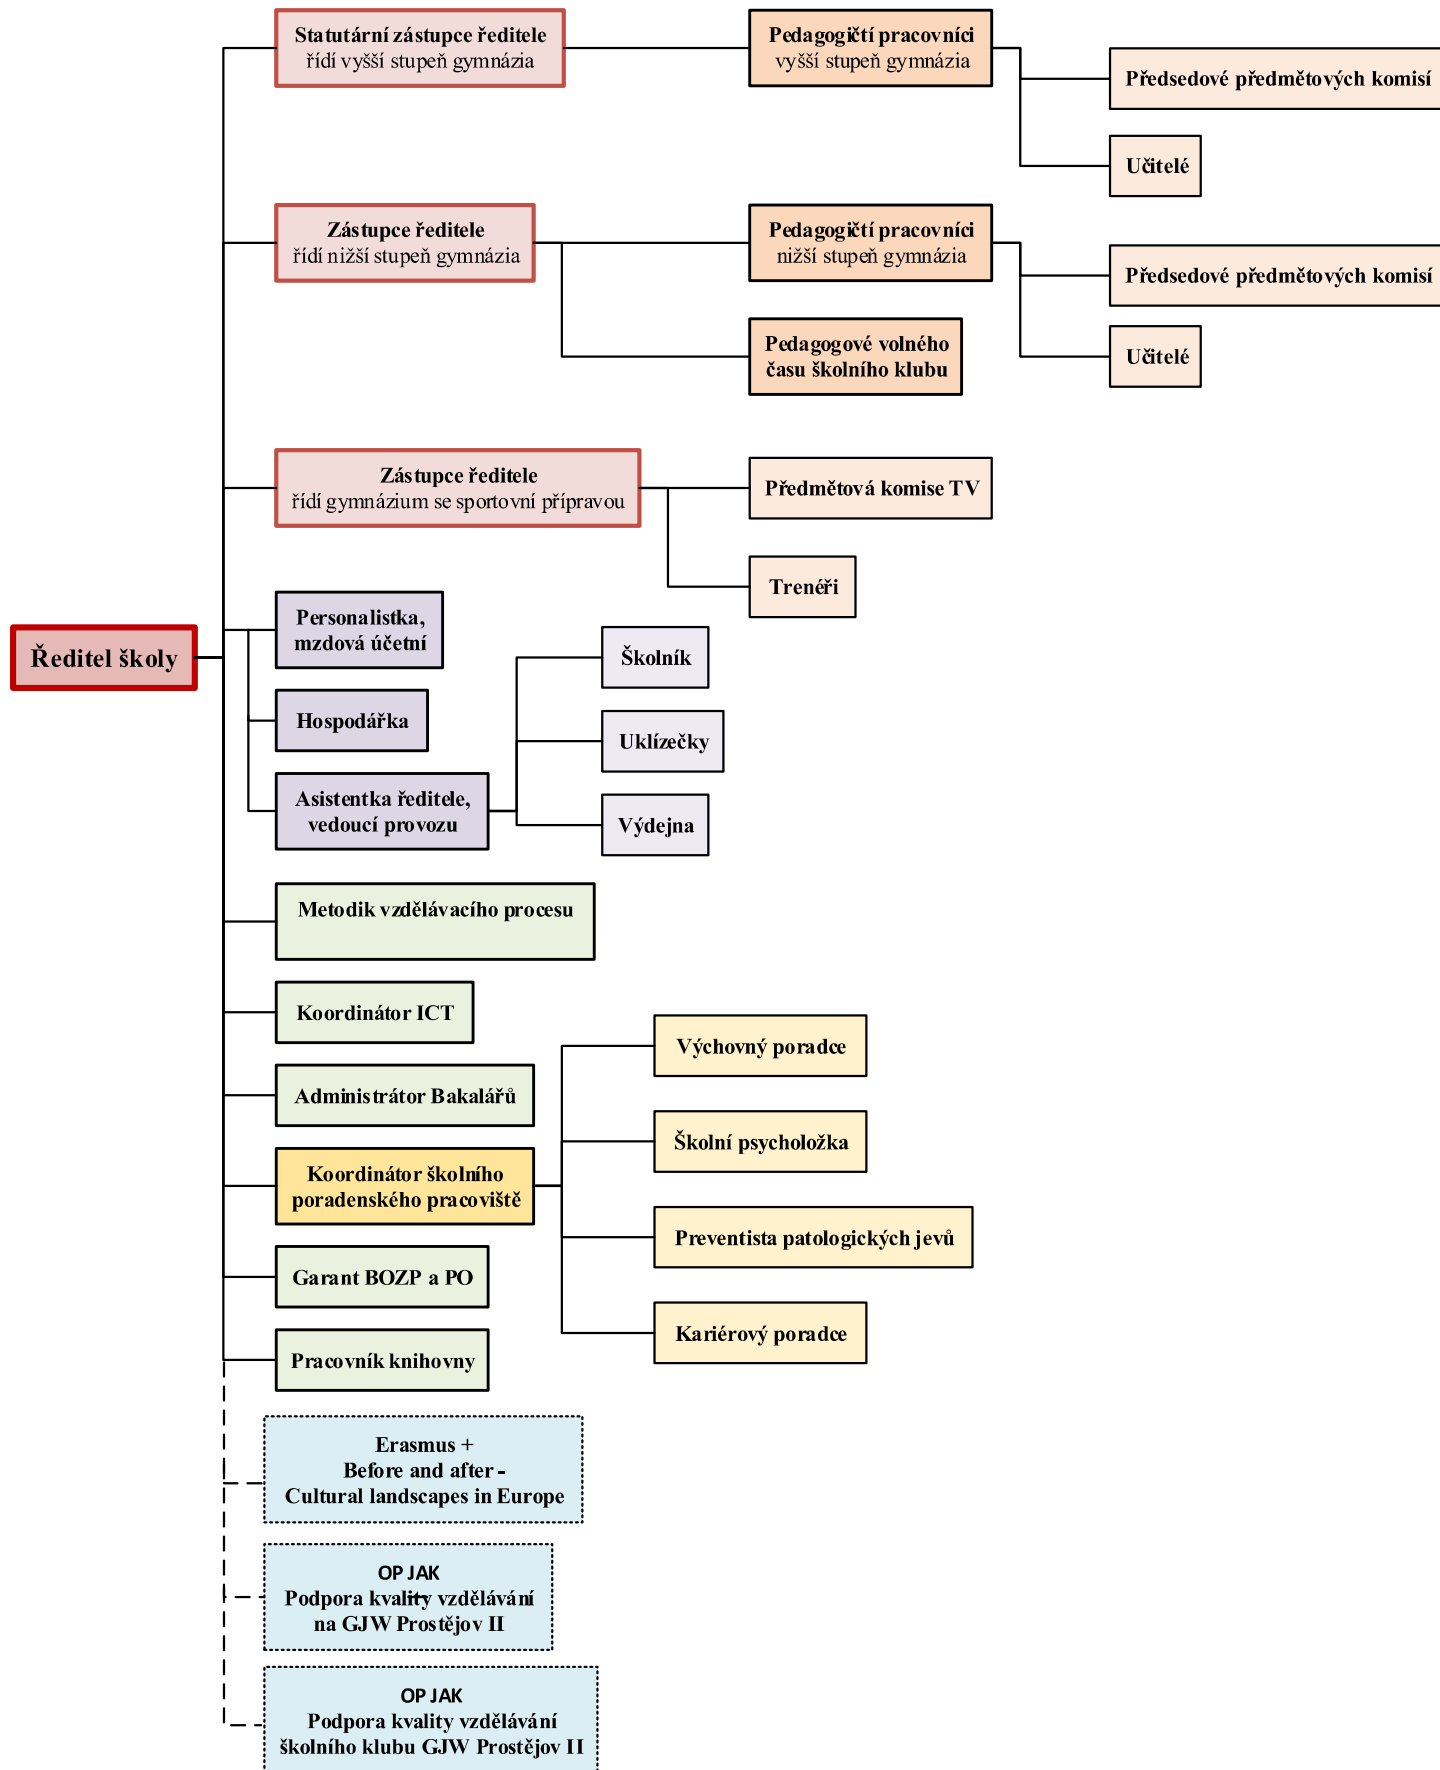 Statutární zástupce ředitele
řídí vyšší stupeň gymnázia
Pedagogičtí pracovníci
vyšší stupeň gymnázia
Předsedové předmětových komisí
Učitelé
Zástupce ředitele
řídí nižší stupeň gymnázia
Pedagogičtí pracovníci
nižší stupeň gymnázia
Předsedové předmětových komisí
Učitelé
Pedagogové volného
času školního klubu
Zástupce ředitele
řídí gymnázium se sportovní přípravou
Předmětová komise TV
Trenéři
Ředitel školy
Personalistka,
mzdová účetní
Hospodářka
Asistentka ředitele,
vedoucí provozu
Školník
Uklízečky
Výdejna
Metodik vzdělávacího procesu
Koordinátor ICT
Administrátor Bakalářů
Koordinátor školního
poradenského pracoviště
Výchovný poradce
Školní psycholožka
Preventista patologických jevů
Kariérový poradce
Garant BOZP a PO
Pracovník knihovny
Erasmus +
Before and after -
Cultural landscapes in Europe
OP JAK
Podpora kvality vzdělávání
na GJW Prostějov II
OP JAK
Podpora kvality vzdělávání
školního klubu GJW Prostějov II